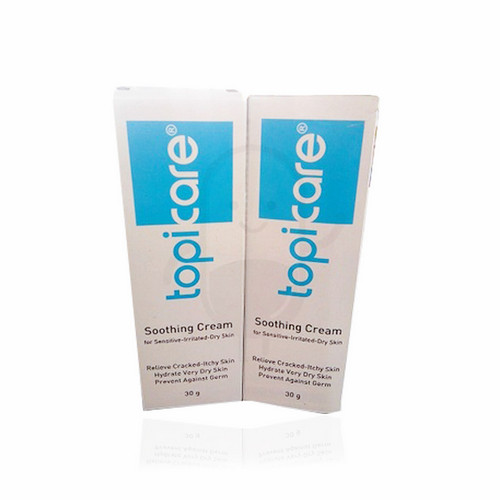 topicare®
Soothing Cream
for Sensitive-Irritated-Dry Skin
Relieve Cracked-Itchy Skin
Hydrate Very Dry Skin
Prevent Against Germ
30 g
topicare®
Soothing Cream
for Sensitive-Irritated-Dry Skin
Relieve Cracked-Itchy Skin
Hydrate Very Dry Skin
Prevent Against Germ
30 g